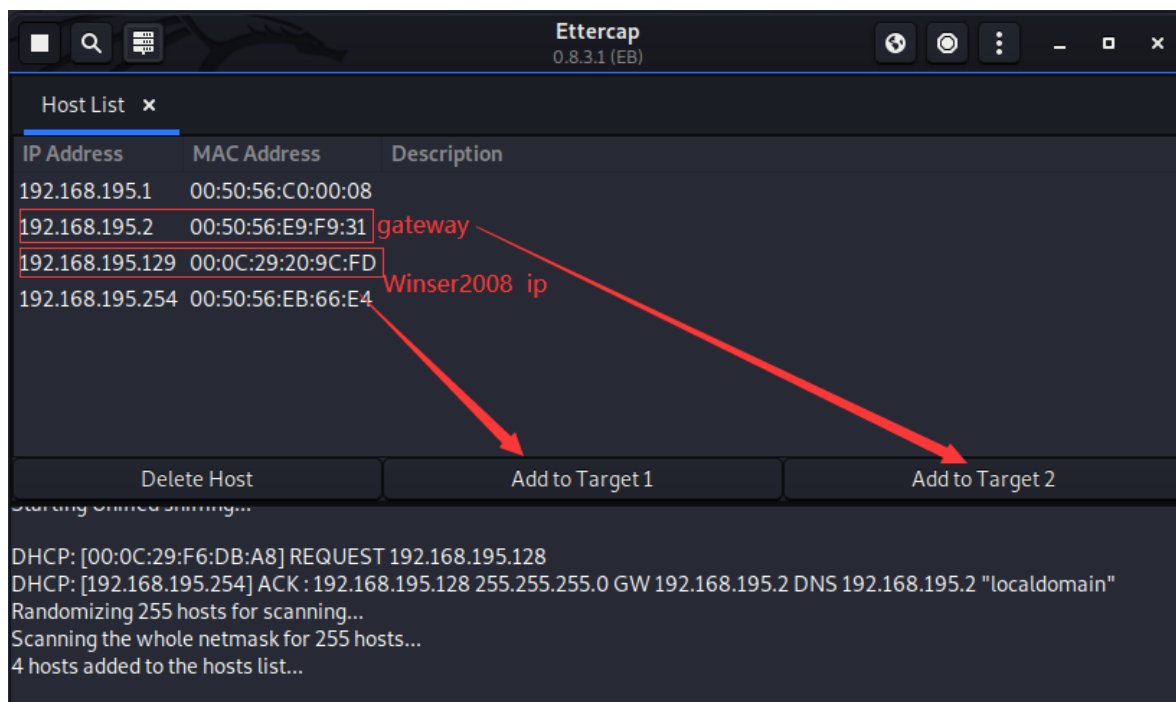 Ettercap
0.8.3.1 (EB)
Host List ×
IP Address MAC Address Description
192.168.195.1 00:50:56:C0:00:08
192.168.195.2 00:50:56:E9:F9:31 gateway
192.168.195.129 00:0C:29:20:9C:FD
Winser2008 ip
192.168.195.254 00:50:56:EB:66:E4
Delete Host Add to Target 1 Add to Target 2
Starting Unified sniffing...
DHCP: [00:0C:29:F6:DB:A8] REQUEST 192.168.195.128
DHCP: [192.168.195.254] ACK : 192.168.195.128 255.255.255.0 GW 192.168.195.2 DNS 192.168.195.2 "localdomain"
Randomizing 255 hosts for scanning...
Scanning the whole netmask for 255 hosts...
4 hosts added to the hosts list...